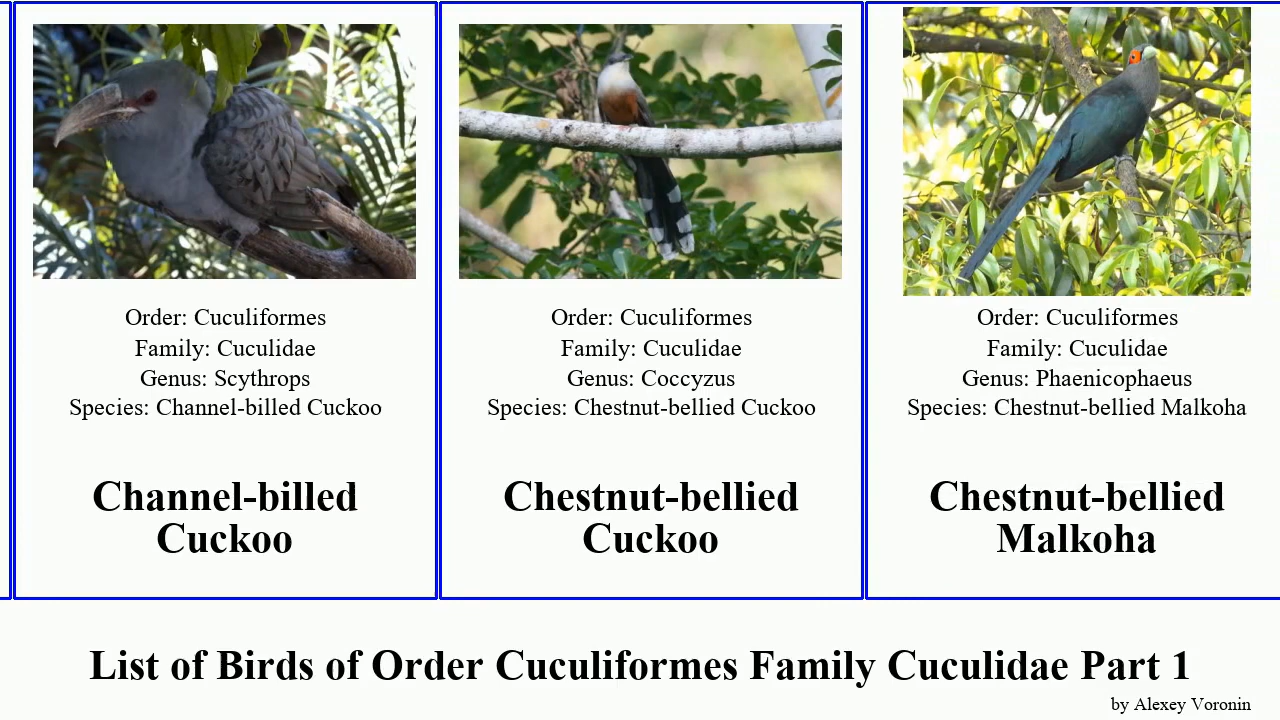 Order: Cuculiformes
Family: Cuculidae
Genus: Scythrops
Species: Channel-billed Cuckoo
Channel-billed
Cuckoo
Order: Cuculiformes
Family: Cuculidae
Genus: Coccyzus
Species: Chestnut-bellied Cuckoo
Chestnut-bellied
Cuckoo
Order: Cuculiformes
Family: Cuculidae
Genus: Phaenicophaeus
Species: Chestnut-bellied Malkoha
Chestnut-bellied
Malkoha
List of Birds of Order Cuculiformes Family Cuculidae Part 1
by Alexey Voronin